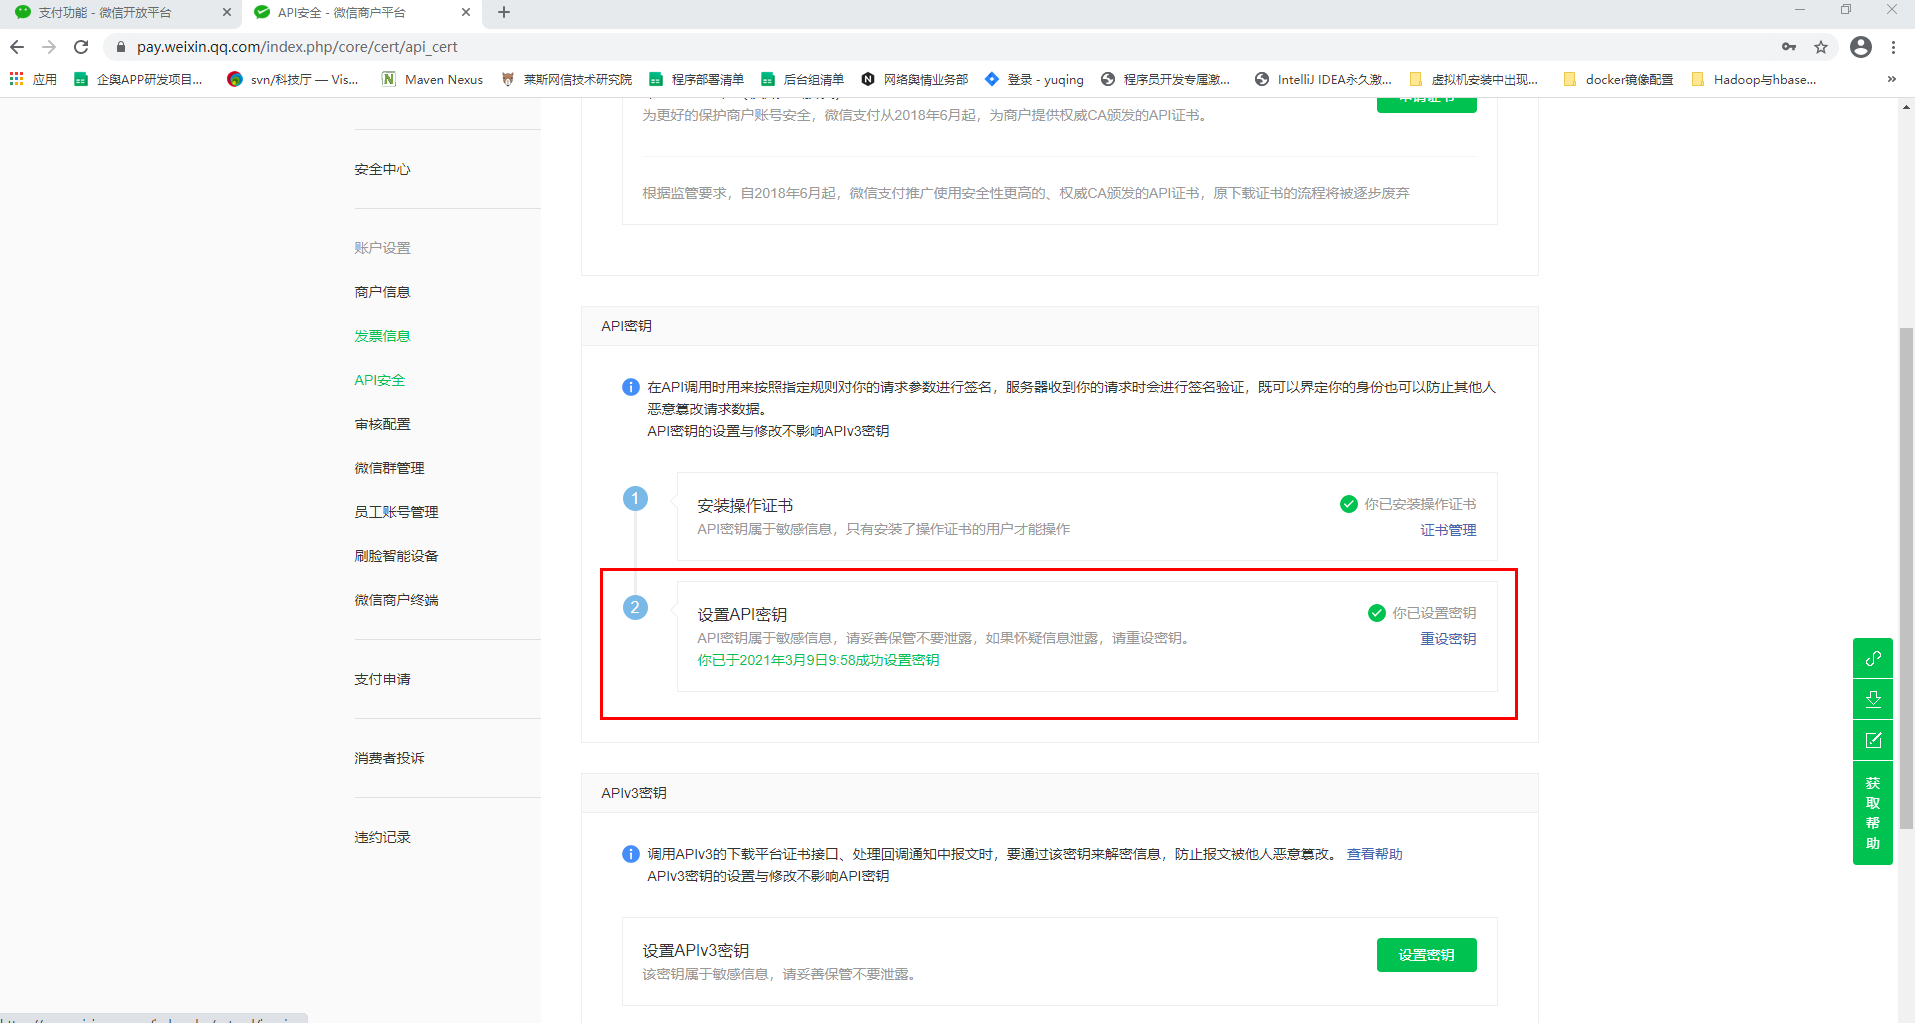 支付功能 - 微信开放平台
API安全 - 微信商户平台
pay.weixin.qq.com/index.php/core/cert/api_cert
应用
企舆APP研发项目...
svn/科技厅 — Vis...
Maven Nexus
莱斯网信技术研究院
程序部署清单
后台组清单
网络舆情业务部
登录 - yuqing
程序员开发专属激...
IntelliJ IDEA永久激...
虚拟机安装中出现...
docker镜像配置
Hadoop与hbase...
»
申请证书
为更好的保护商户账号安全，微信支付从2018年6月起，为商户提供权威CA颁发的API证书。
根据监管要求，自2018年6月起，微信支付推广使用安全性更高的、权威CA颁发的API证书，原下载证书的流程将被逐步废弃
安全中心
账户设置
商户信息
发票信息
API安全
审核配置
微信群管理
员工账号管理
刷脸智能设备
微信商户终端
支付申请
消费者投诉
违约记录
API密钥
在API调用时用来按照指定规则对你的请求参数进行签名，服务器收到你的请求时会进行签名验证，既可以界定你的身份也可以防止其他人
恶意篡改请求数据。
API密钥的设置与修改不影响APIv3密钥
1
安装操作证书
你已安装操作证书
API密钥属于敏感信息，只有安装了操作证书的用户才能操作
证书管理
2
设置API密钥
你已设置密钥
API密钥属于敏感信息，请妥善保管不要泄露，如果怀疑信息泄露，请重设密钥。
重设密钥
你已于2021年3月9日9:58成功设置密钥
APIv3密钥
调用APIv3的下载平台证书接口、处理回调通知中报文时，要通过该密钥来解密信息，防止报文被他人恶意篡改。 查看帮助
APIv3密钥的设置与修改不影响API密钥
设置APIv3密钥
该密钥属于敏感信息，请妥善保管不要泄露。
设置密钥
获
取
帮
助